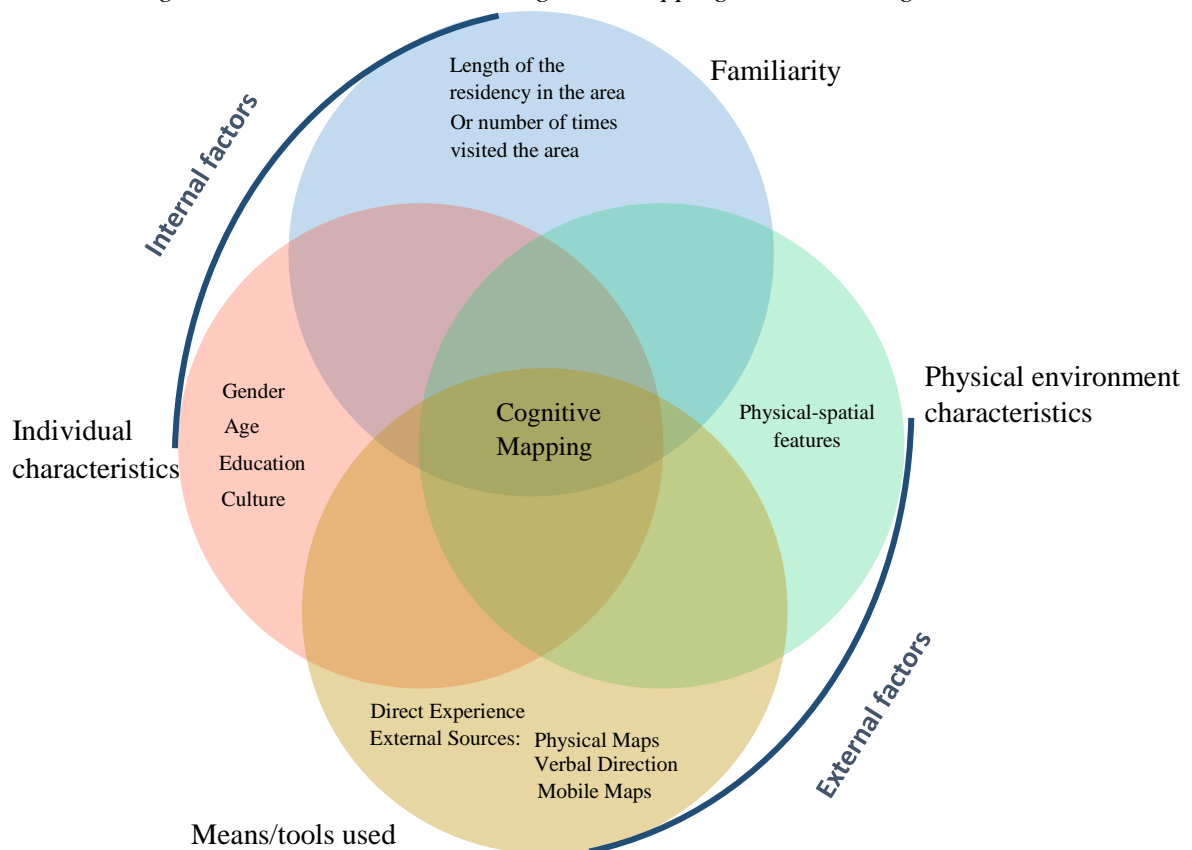 Length of the
residency in the area
Or number of times
visited the area
Familiarity
Internal factors
Individual
characteristics
Gender
Age
Education
Culture
Cognitive
Mapping
Physical-spatial
features
Physical environment
characteristics
Direct Experience
External Sources: Physical Maps
Verbal Direction
Mobile Maps
External factors
Means/tools used